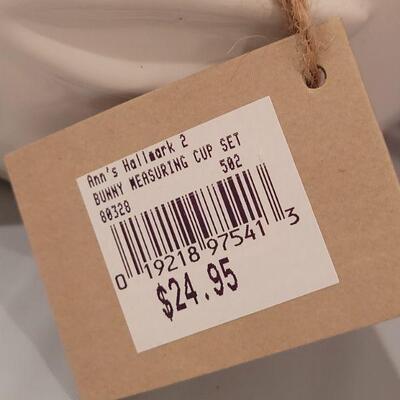 Ann's Hallmark 2
BUNNY MEASURING CUP SET
80328 502
0 19218 97541 3
$24.95